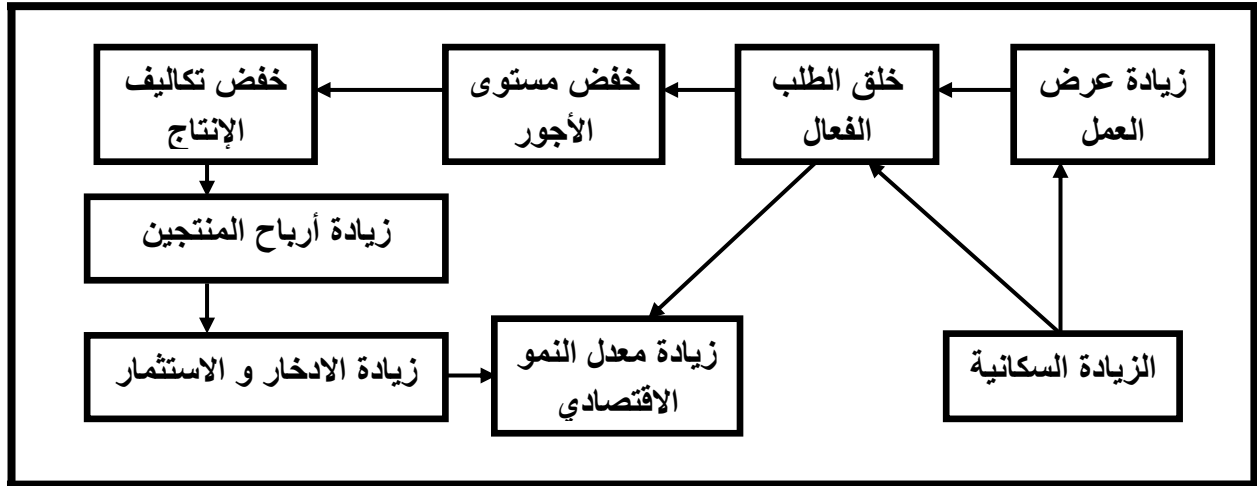 زيادة عرض
العمل
خلق الطلب
الفعال
خفض مستوى
الأجور
خفض تكاليف
الإنتاج
زيادة أرباح المنتجين
زيادة الادخار و الاستثمار
زيادة معدل النمو
الاقتصادي
الزيادة السكانية